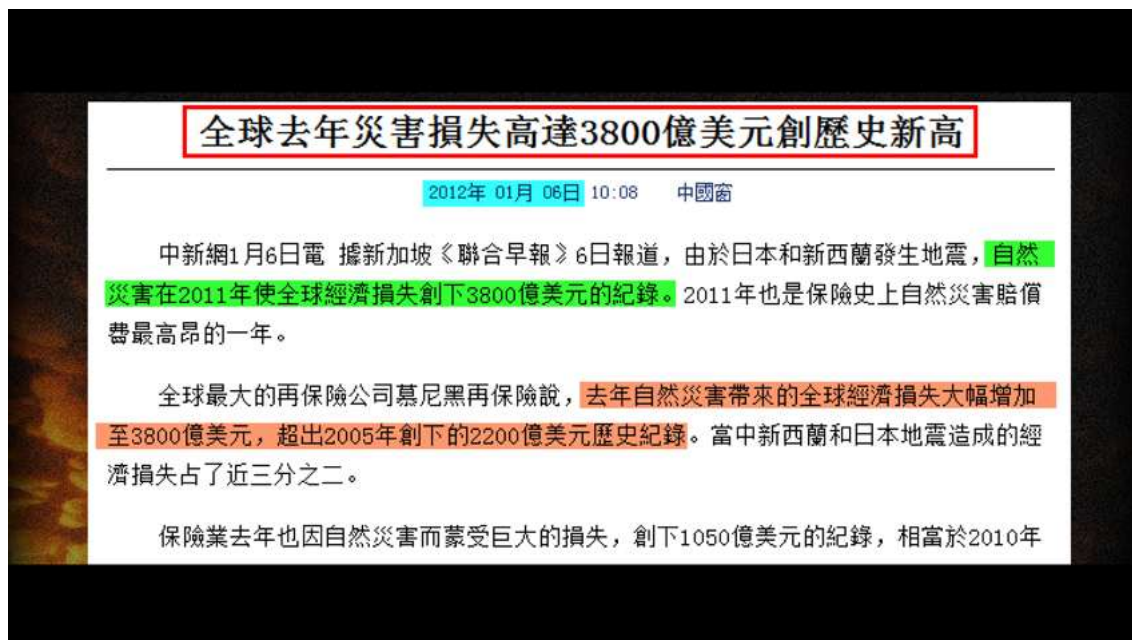 全球去年災害損失高達3800億美元創歷史新高
2012年 01月 06日 10:08 中國窗
中新網1月6日電 據新加坡《聯合早報》6日報道，由於日本和新西蘭發生地震，自然
災害在2011年使全球經濟損失創下3800億美元的紀錄。2011年也是保險史上自然災害賠償
費最高昂的一年。
全球最大的再保險公司慕尼黑再保險說，去年自然災害帶來的全球經濟損失大幅增加
至3800億美元，超出2005年創下的2200億美元歷史紀錄。當中新西蘭和日本地震造成的經
濟損失占了近三分之二。
保險業去年也因自然災害而蒙受巨大的損失，創下1050億美元的紀錄，相當於2010年